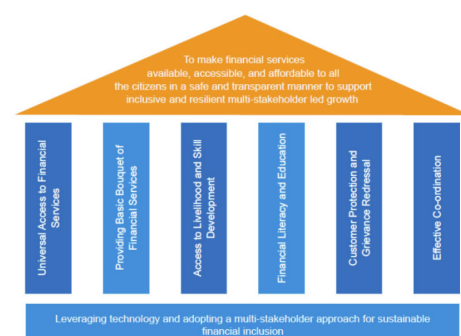 To make financial services
available, accessible, and affordable to all
the citizens in a safe and transparent manner to support
inclusive and resilient multi-stakeholder led growth
Universal Access to Financial
Services
Providing Basic Bouquet of
Financial Services
Access to Livelihood and Skill
Development
Financial Literacy and Education
Customer Protection and
Grievance Redressal
Effective Co-ordination
Leveraging technology and adopting a multi-stakeholder approach for sustainable
financial inclusion